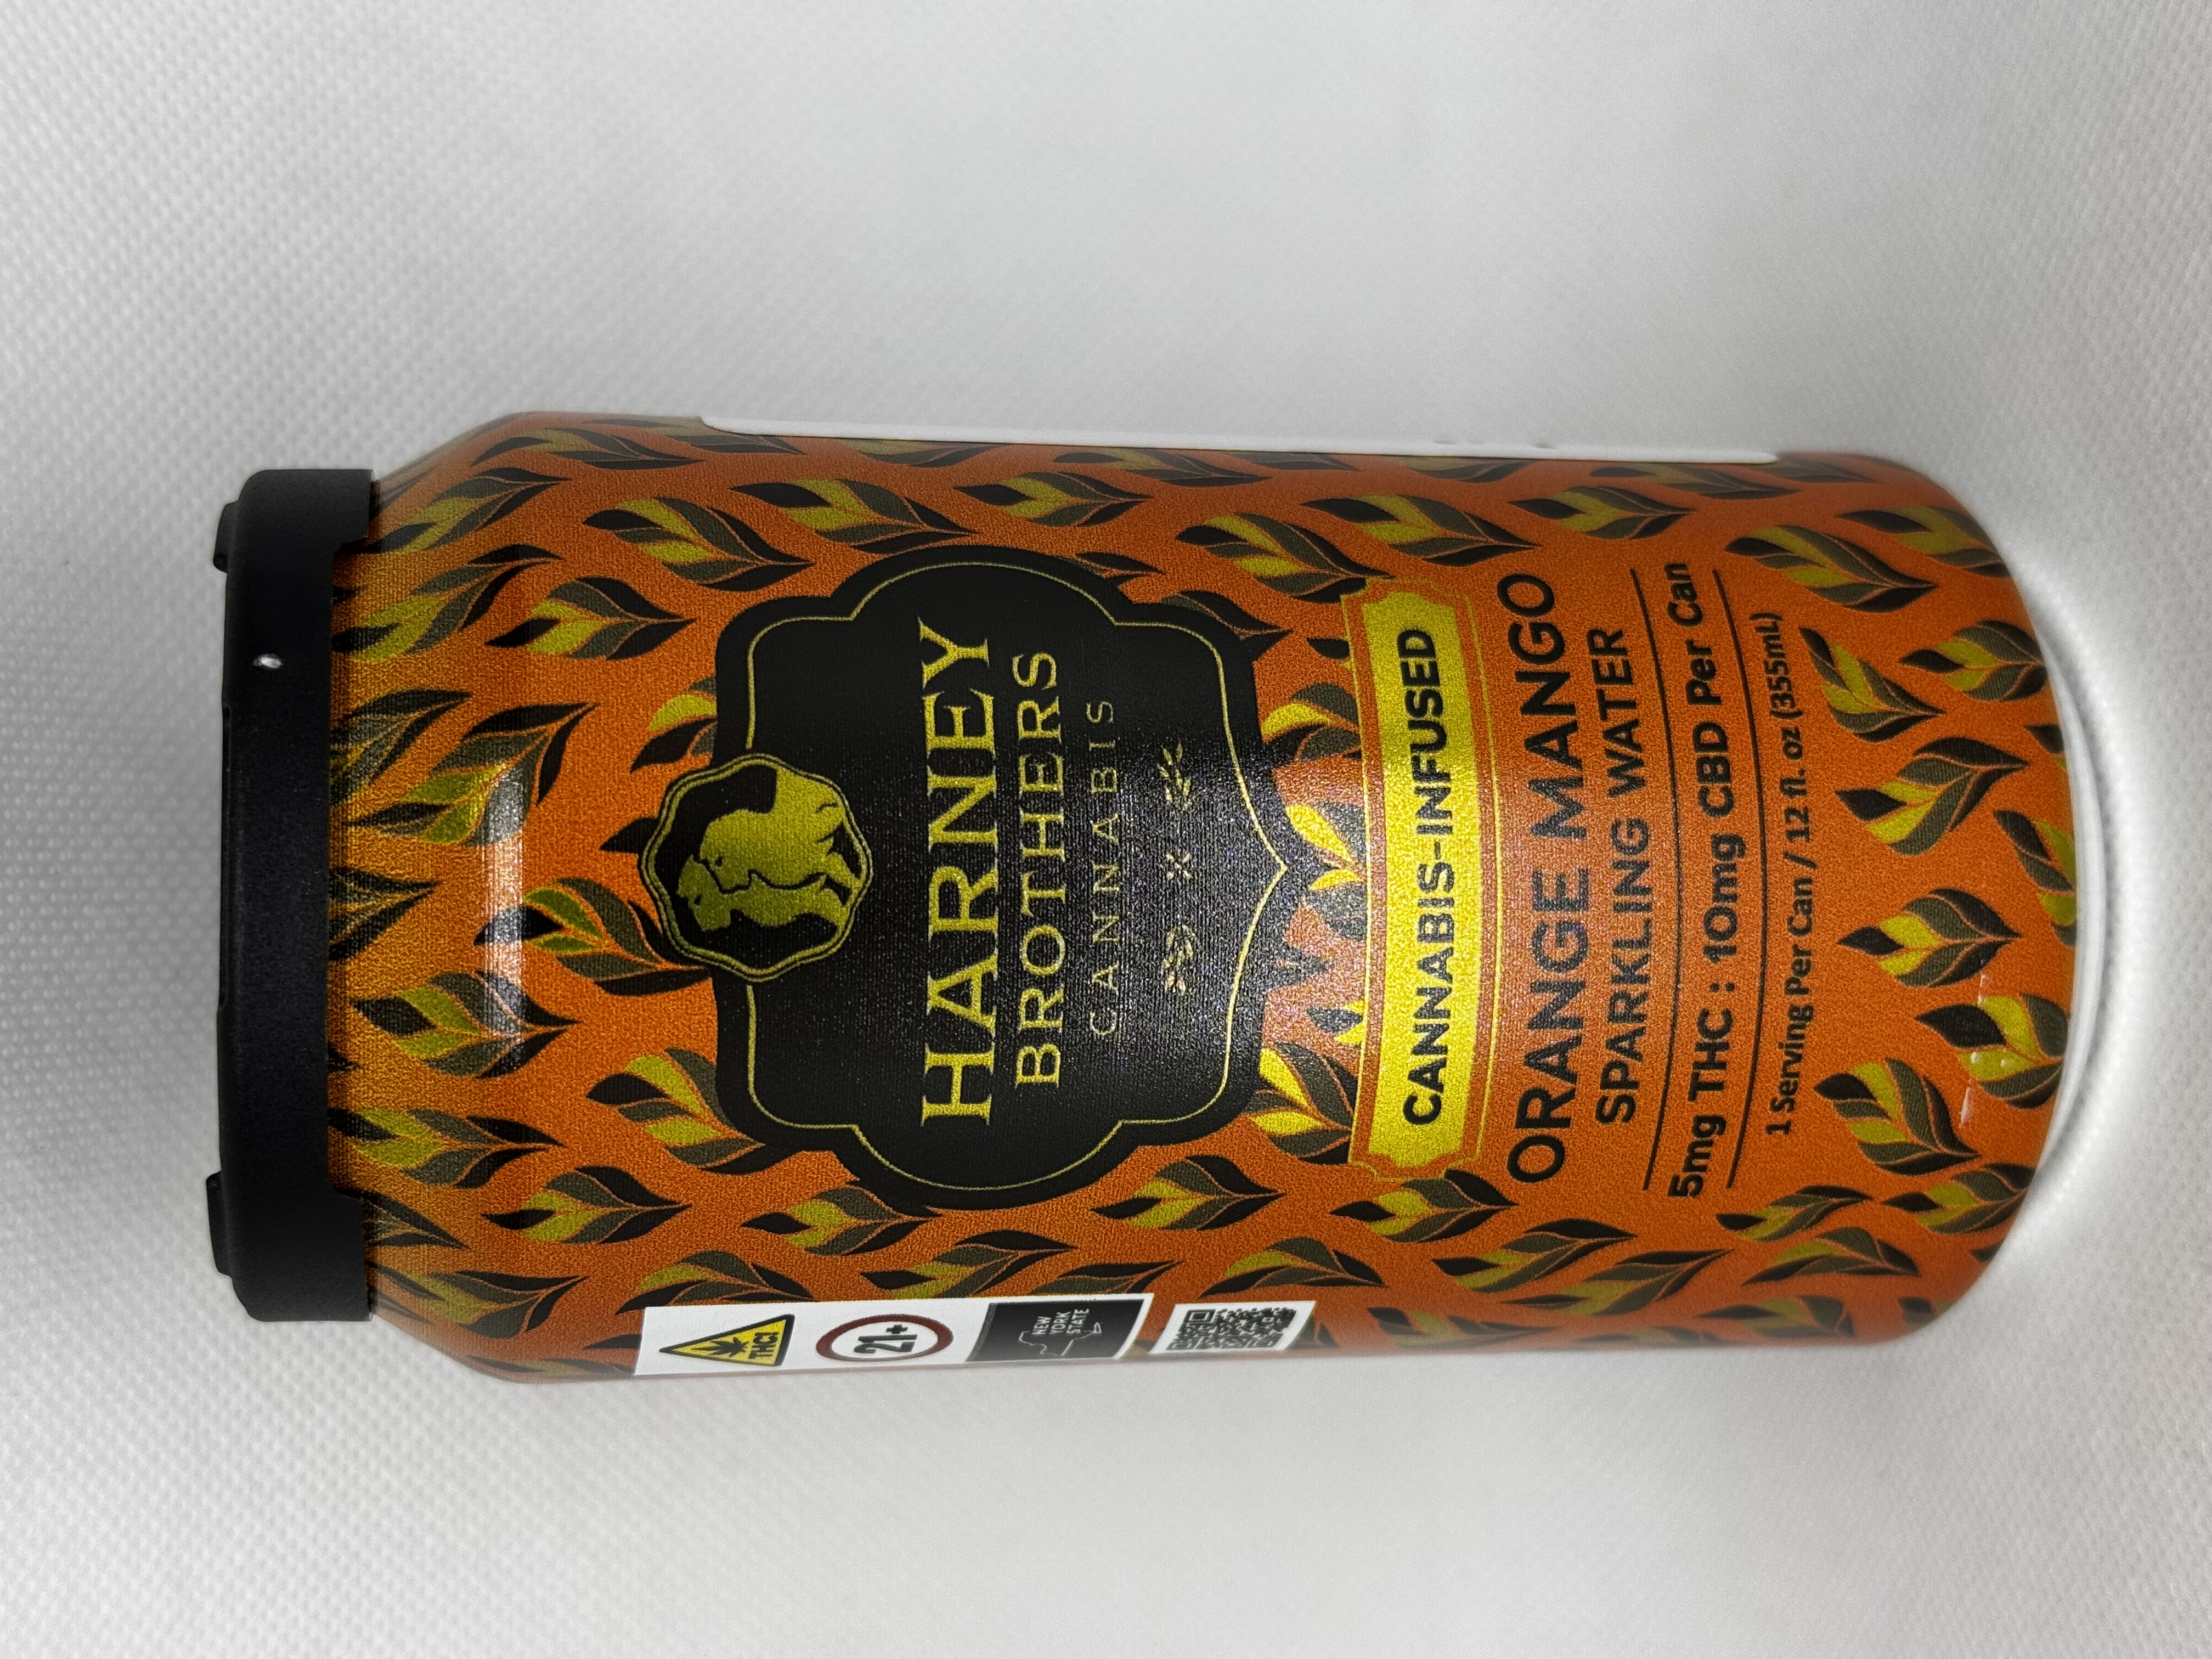 HARNEY
BROTHERS
CANNABIS
CANNABIS-INFUSED
ORANGE MANGO
SPARKLING WATER
5mg THC : 10mg CBD Per Can
1 Serving Per Can / 12 fl. oz (355mL)
THC!
21+
NEW
YORK
STATE